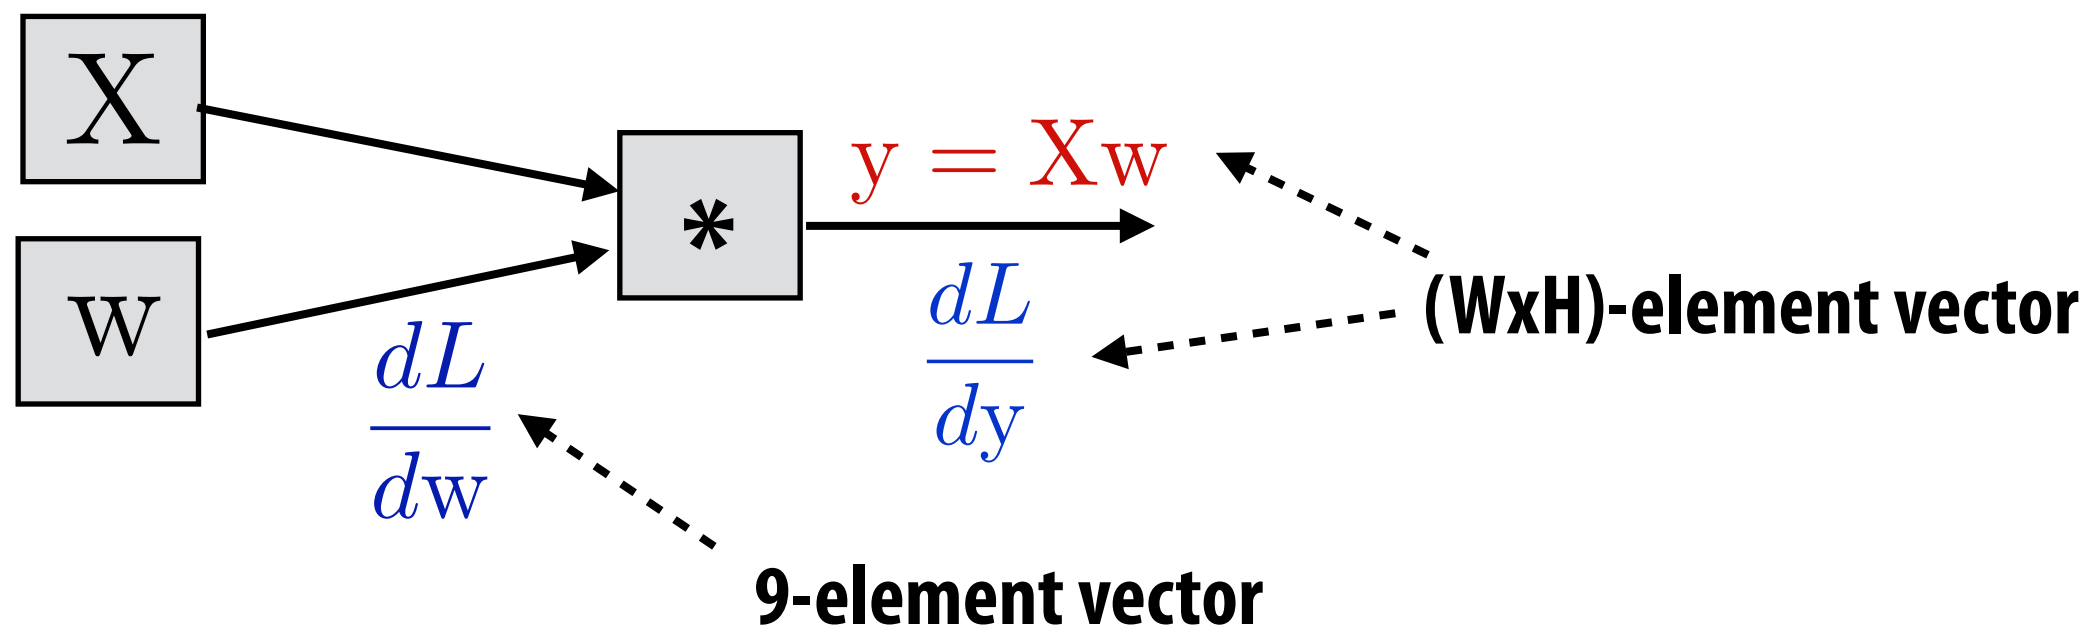 X
w
*
y = Xw
dL
dy
(WxH)-element vector
dL
dw
9-element vector